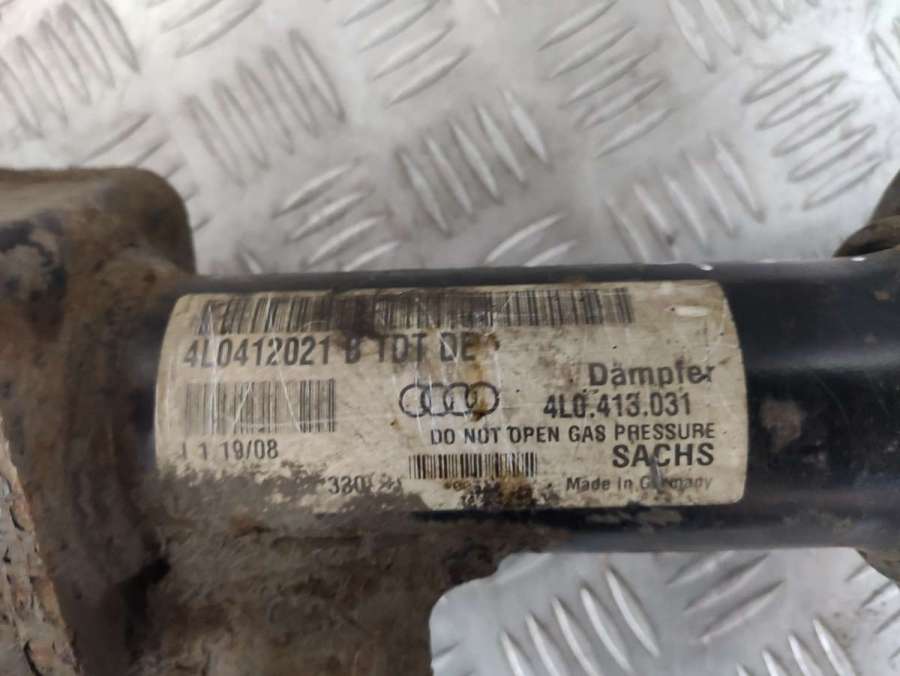 4L0412021 B TDT DE
Dämpfer
4L0.413.031
1 19/08
DO NOT OPEN GAS PRESSURE
SACHS
Made in Germany